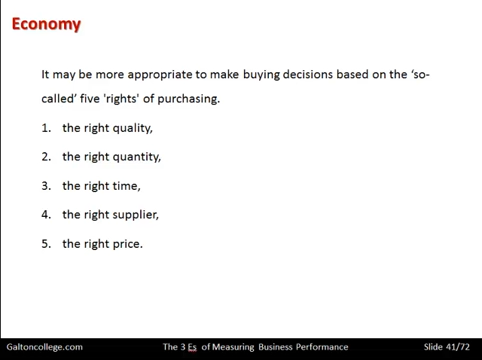 Economy
It may be more appropriate to make buying decisions based on the ‘so-
called’ five 'rights' of purchasing.
1. the right quality,
2. the right quantity,
3. the right time,
4. the right supplier,
5. the right price.
Galtoncollege.com The 3 Es of Measuring Business Performance Slide 41/72